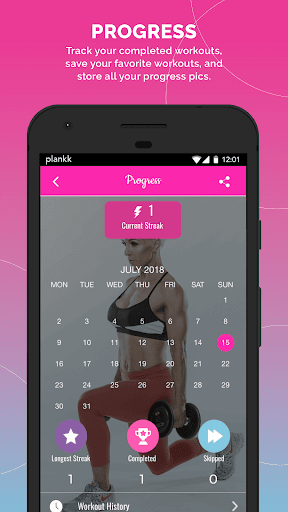 PROGRESS
Track your completed workouts,
save your favorite workouts, and
store all your progress pics.
plankk 12:01
Progress
1
Current Streak
JULY 2018
MON TUE WED THU FRI SAT SUN
1
2 3 4 5 6 7 8
9 10 11 12 13 14 15
16 17 18 19 20 21 22
23 24 25 26 27 28 29
30 31
Longest Streak Completed Skipped
1 1 0
Workout History